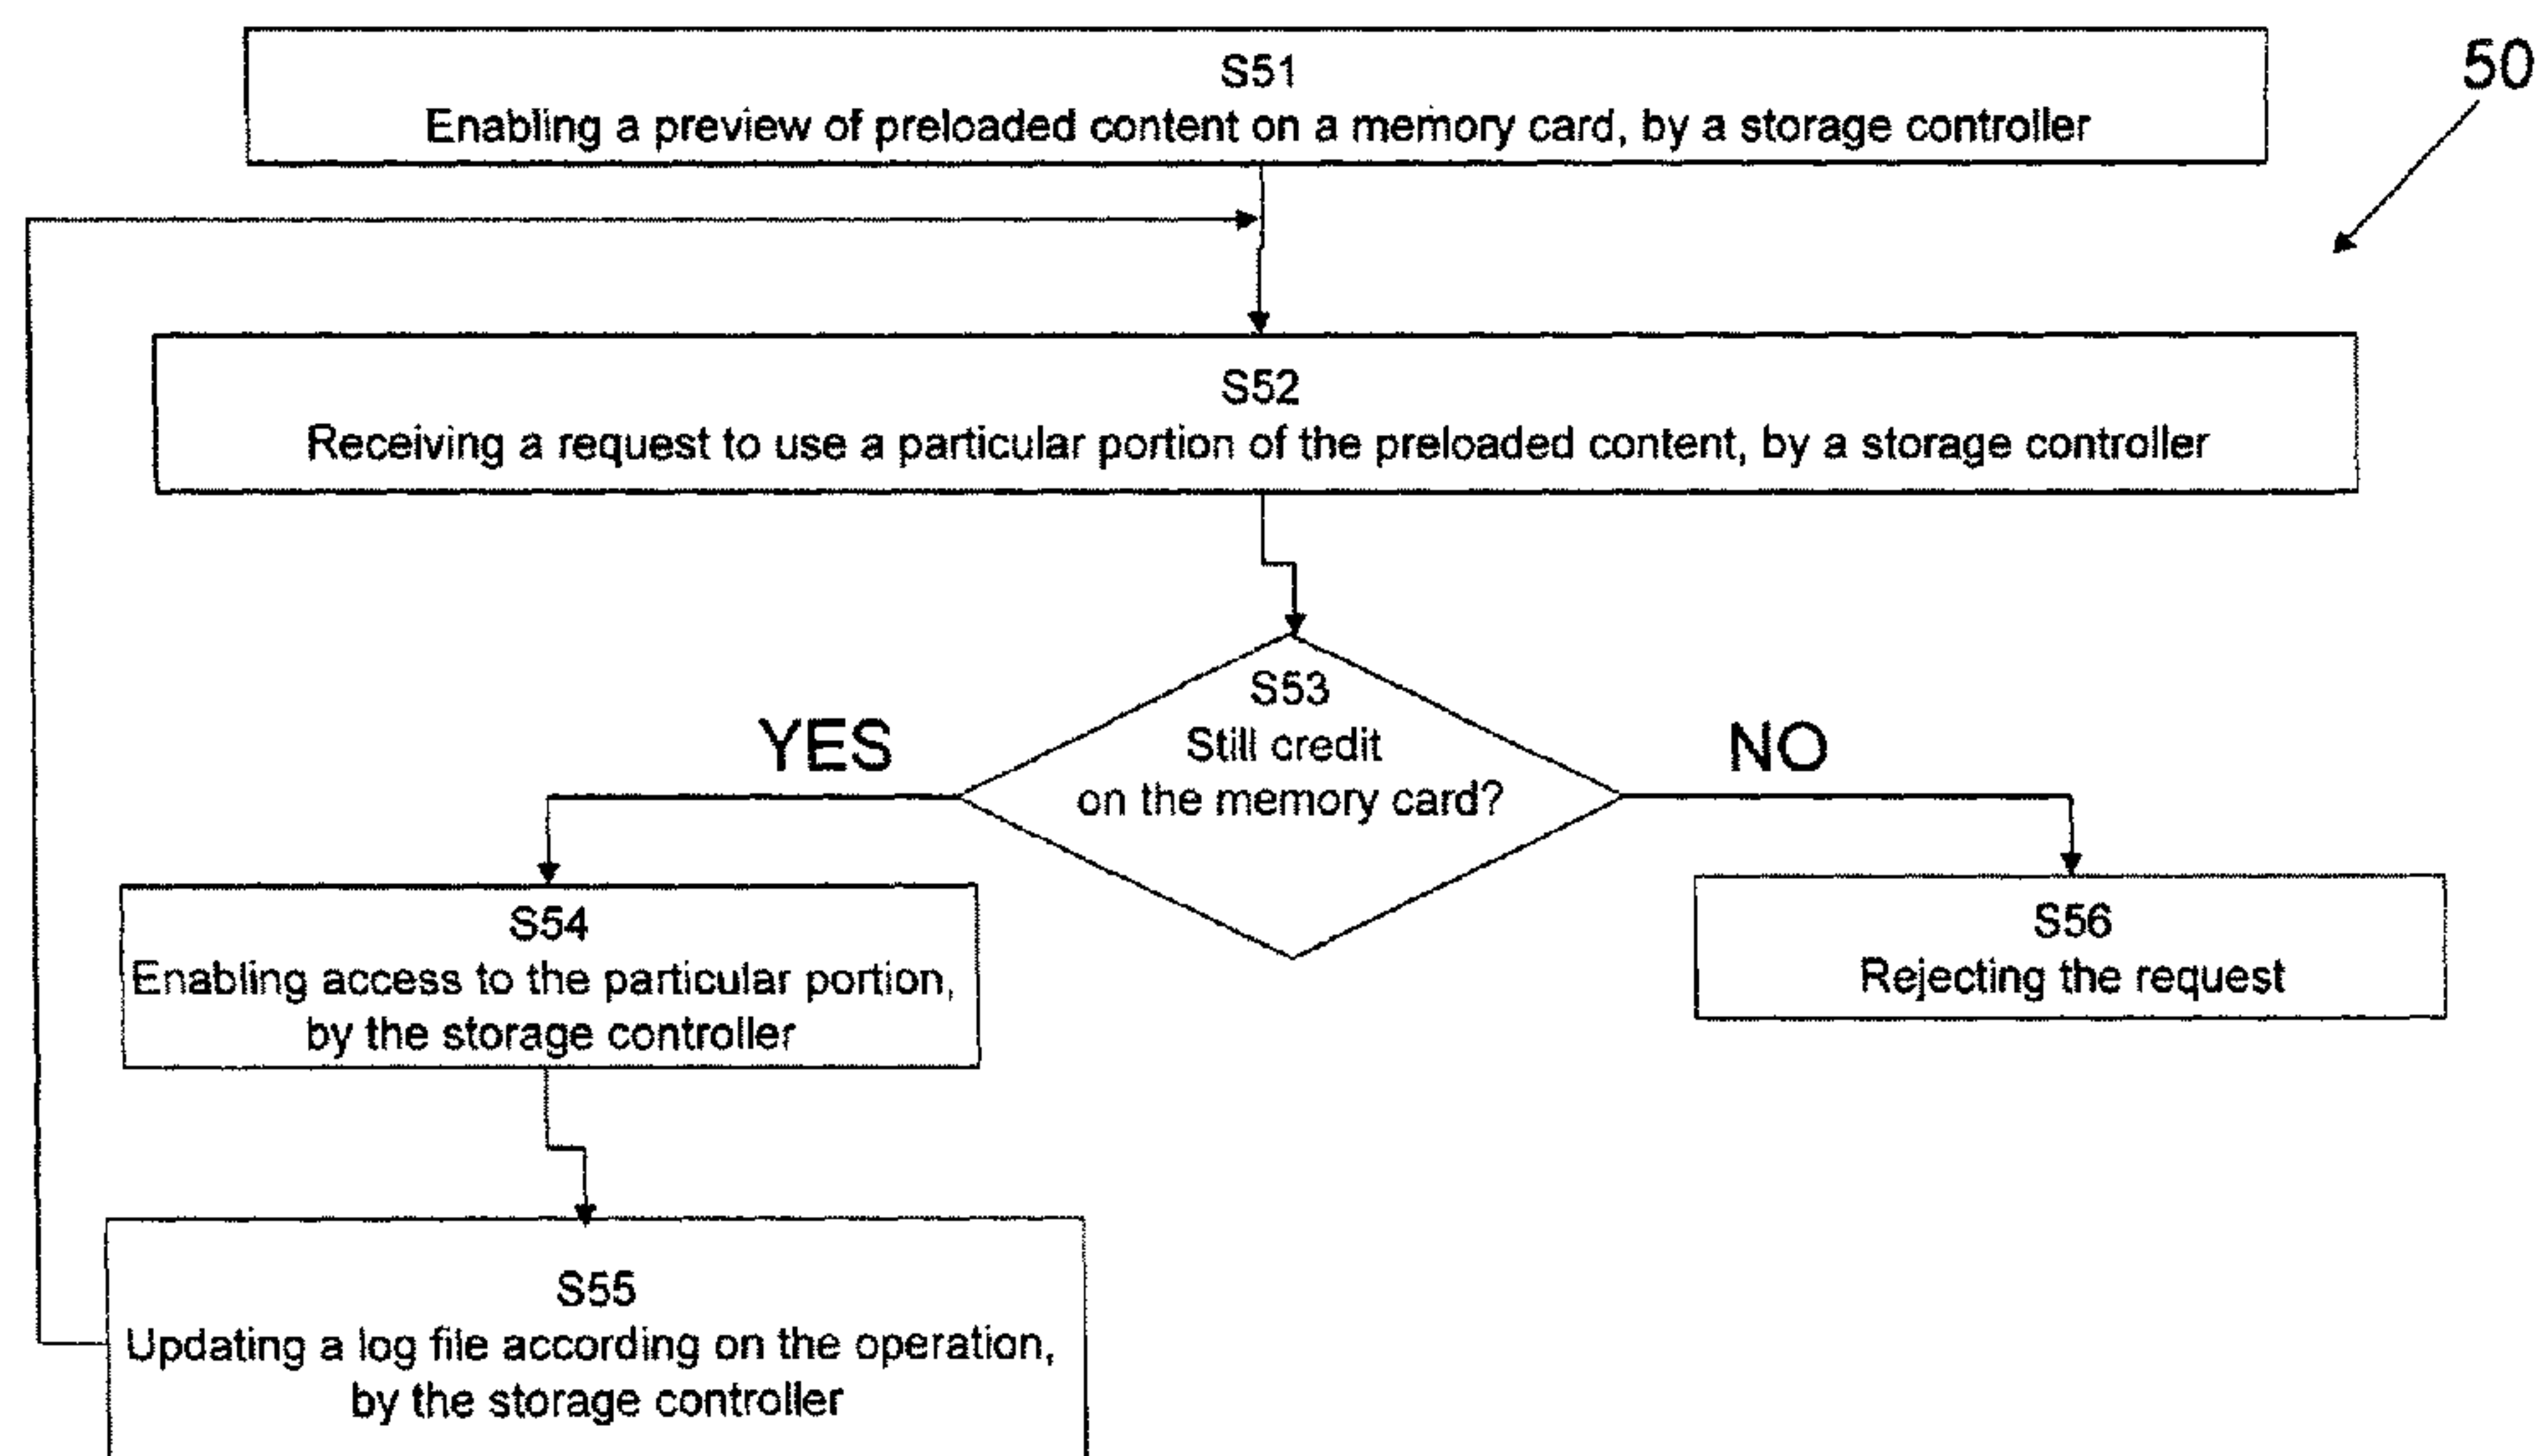 S51
Enabling a preview of preloaded content on a memory card, by a storage controller
50
S52
Receiving a request to use a particular portion of the preloaded content, by a storage controller
S53
Still credit
on the memory card?
YES
NO
S54
Enabling access to the particular portion,
by the storage controller
S56
Rejecting the request
S55
Updating a log file according on the operation,
by the storage controller